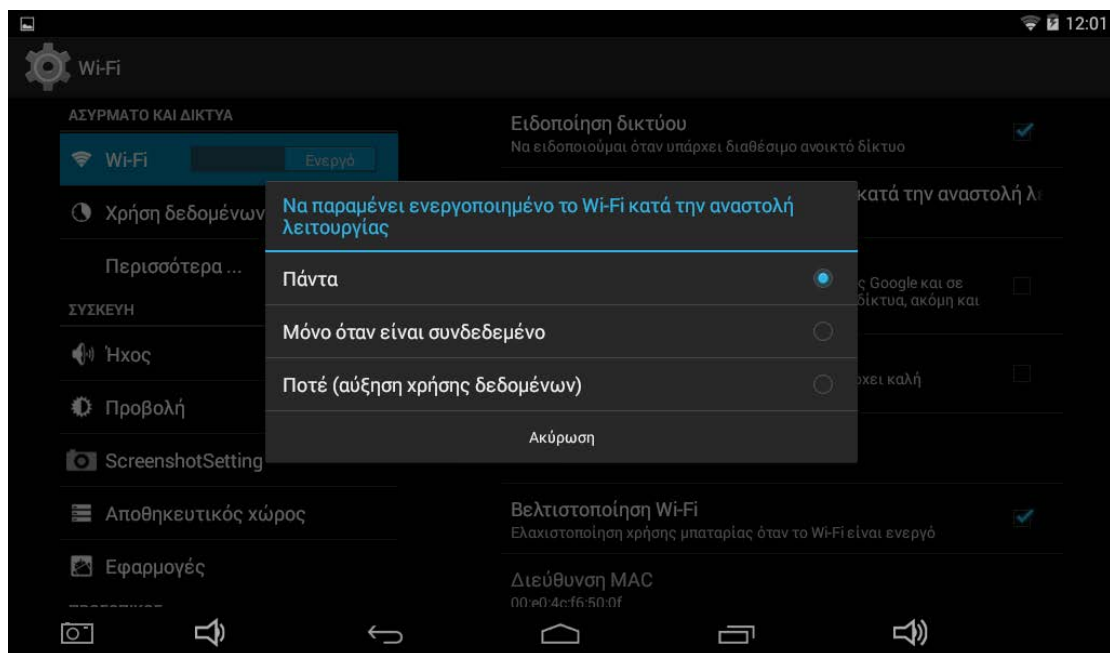 12:01
Wi-Fi
ΑΣΥΡΜΑΤΟ ΚΑΙ ΔΙΚΤΥΑ
Wi-Fi Ενεργό
Χρήση δεδομένων
Περισσότερα ...
ΣΥΣΚΕΥΗ
Ήχος
Προβολή
ScreenshotSetting
Αποθηκευτικός χώρος
Εφαρμογές
Ειδοποίηση δικτύου
Να ειδοποιούμαι όταν υπάρχει διαθέσιμο ανοικτό δίκτυο
κατά την αναστολή λε
ς Google και σε
δίκτυα, ακόμη και
ρχει καλή
Βελτιστοποίηση Wi-Fi
Ελαχιστοποίηση χρήσης μπαταρίας όταν το Wi-Fi είναι ενεργό
Διεύθυνση MAC
00:e0:4c:f6:50:0f
Να παραμένει ενεργοποιημένο το Wi-Fi κατά την αναστολή
λειτουργίας
Πάντα
Μόνο όταν είναι συνδεδεμένο
Ποτέ (αύξηση χρήσης δεδομένων)
Ακύρωση